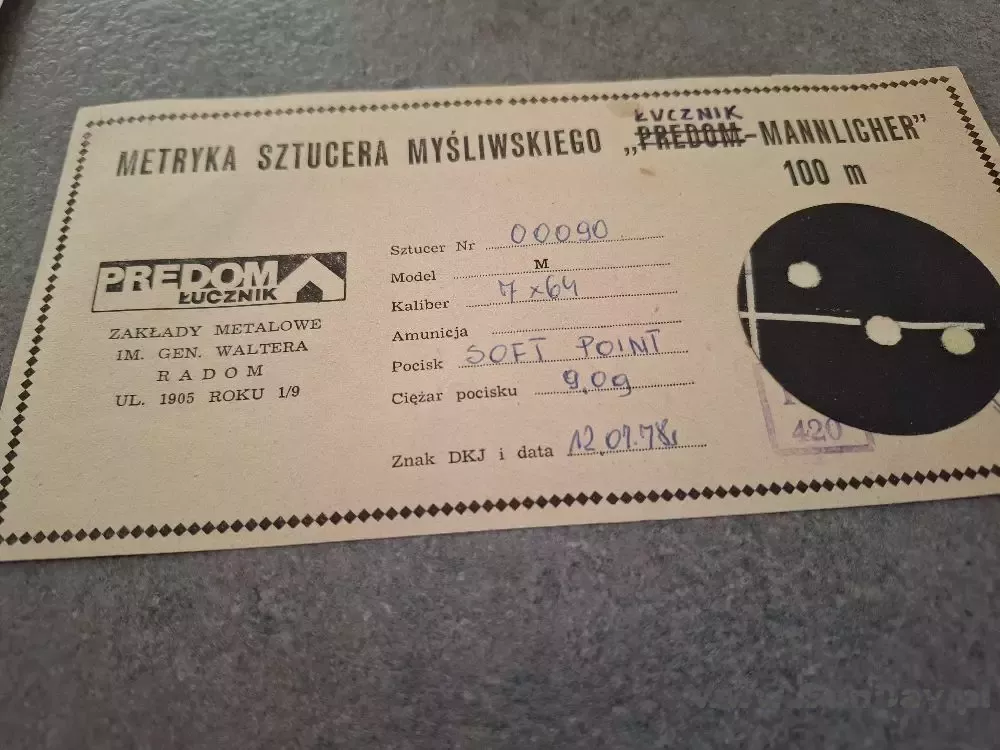 METRYKA SZTUCERA MYŚLIWSKIEGO „PREDOM-MANNLICHER”
ŁUCZNIK
100 m
PREDOM
ŁUCZNIK
ZAKŁADY METALOWE
IM. GEN. WALTERA
RADOM
UL. 1905 ROKU 1/9
Sztucer Nr 00090
Model M
Kaliber 7x64
Amunicja
Pocisk SOFT POINT
Ciężar pocisku 9,0g
Znak DKJ i data 12.01.78r
420